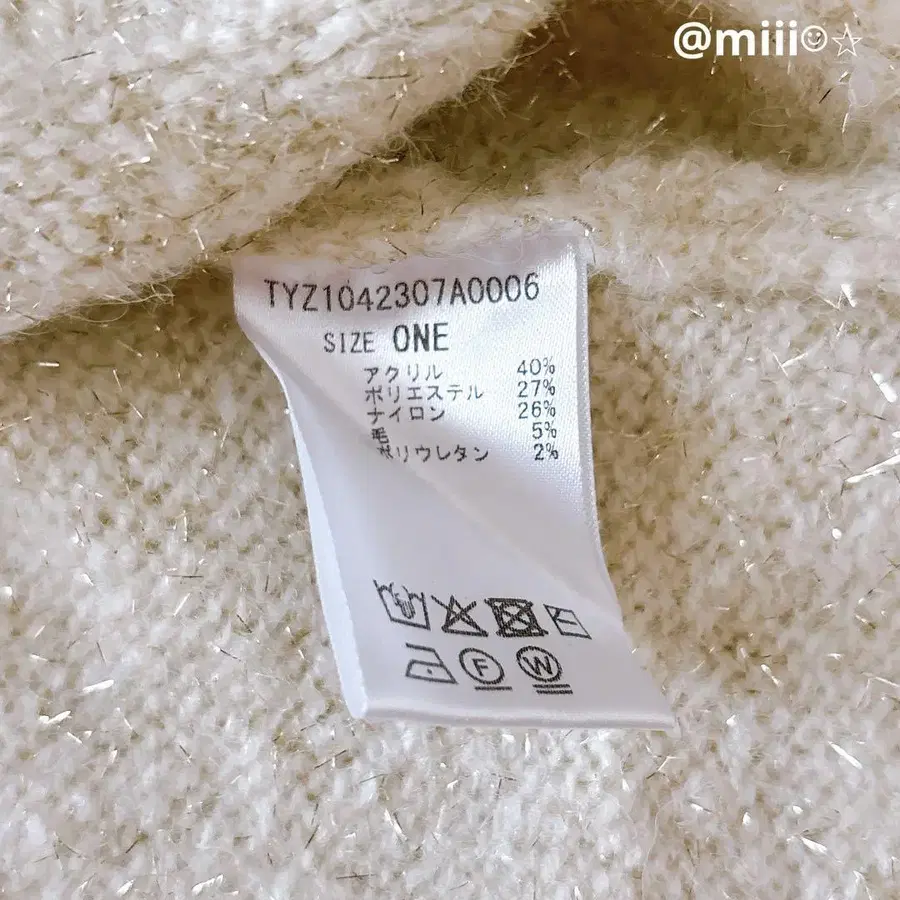 @miii☺☆
TYZ1042307A0006
SIZE ONE
アクリル 40%
ポリエステル 27%
ナイロン 26%
毛 5%
ポリウレタン 2%
F W